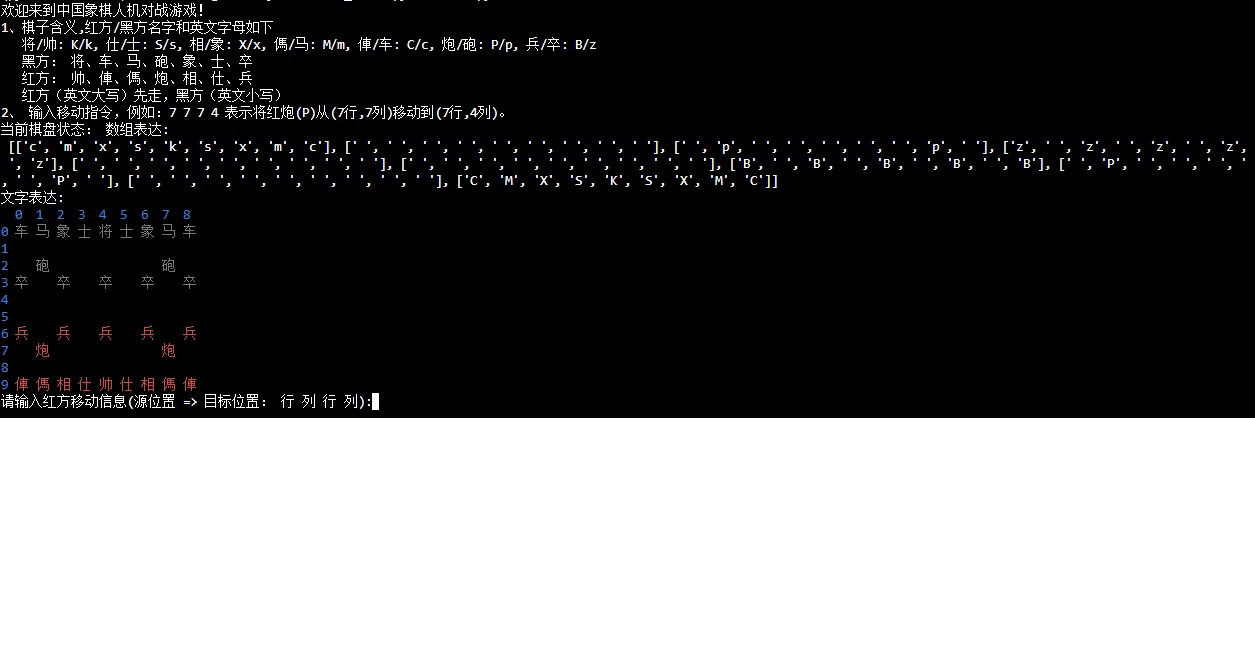 欢迎来到中国象棋人机对战游戏!
1、棋子含义,红方/黑方名字和英文字母如下
将/帅: K/k, 仕/士: S/s, 相/象: X/x, 傌/马: M/m, 俥/车: C/c, 炮/砲: P/p, 兵/卒: B/z
黑方: 将、车、马、砲、象、士、卒
红方: 帅、俥、傌、炮、相、仕、兵
红方（英文大写）先走，黑方（英文小写）
2、 输入移动指令，例如：7 7 7 4 表示将红炮(P)从(7行,7列)移动到(7行,4列)。
当前棋盘状态: 数组表达:
[['c', 'm', 'x', 's', 'k', 's', 'x', 'm', 'c'], [' ', ' ', ' ', ' ', ' ', ' ', ' ', ' ', ' '], [' ', 'p', ' ', ' ', ' ', ' ', ' ', 'p', ' '], ['z', ' ', 'z', ' ', 'z', ' ', 'z',
' ', 'z'], [' ', ' ', ' ', ' ', ' ', ' ', ' ', ' ', ' '], [' ', ' ', ' ', ' ', ' ', ' ', ' ', ' ', ' '], ['B', ' ', 'B', ' ', 'B', ' ', 'B', ' ', 'B'], [' ', 'P', ' ', ' ', ' ', '
', ' ', 'P', ' '], [' ', ' ', ' ', ' ', ' ', ' ', ' ', ' ', ' '], ['C', 'M', 'X', 'S', 'K', 'S', 'X', 'M', 'C']]
文字表达:
0 1 2 3 4 5 6 7 8
0 车 马 象 士 将 士 象 马 车
1
2 砲 砲
3 卒 卒 卒 卒 卒
4
5
6 兵 兵 兵 兵 兵
7 炮 炮
8
9 俥 傌 相 仕 帅 仕 相 傌 俥
请输入红方移动信息(源位置 => 目标位置: 行 列 行 列):